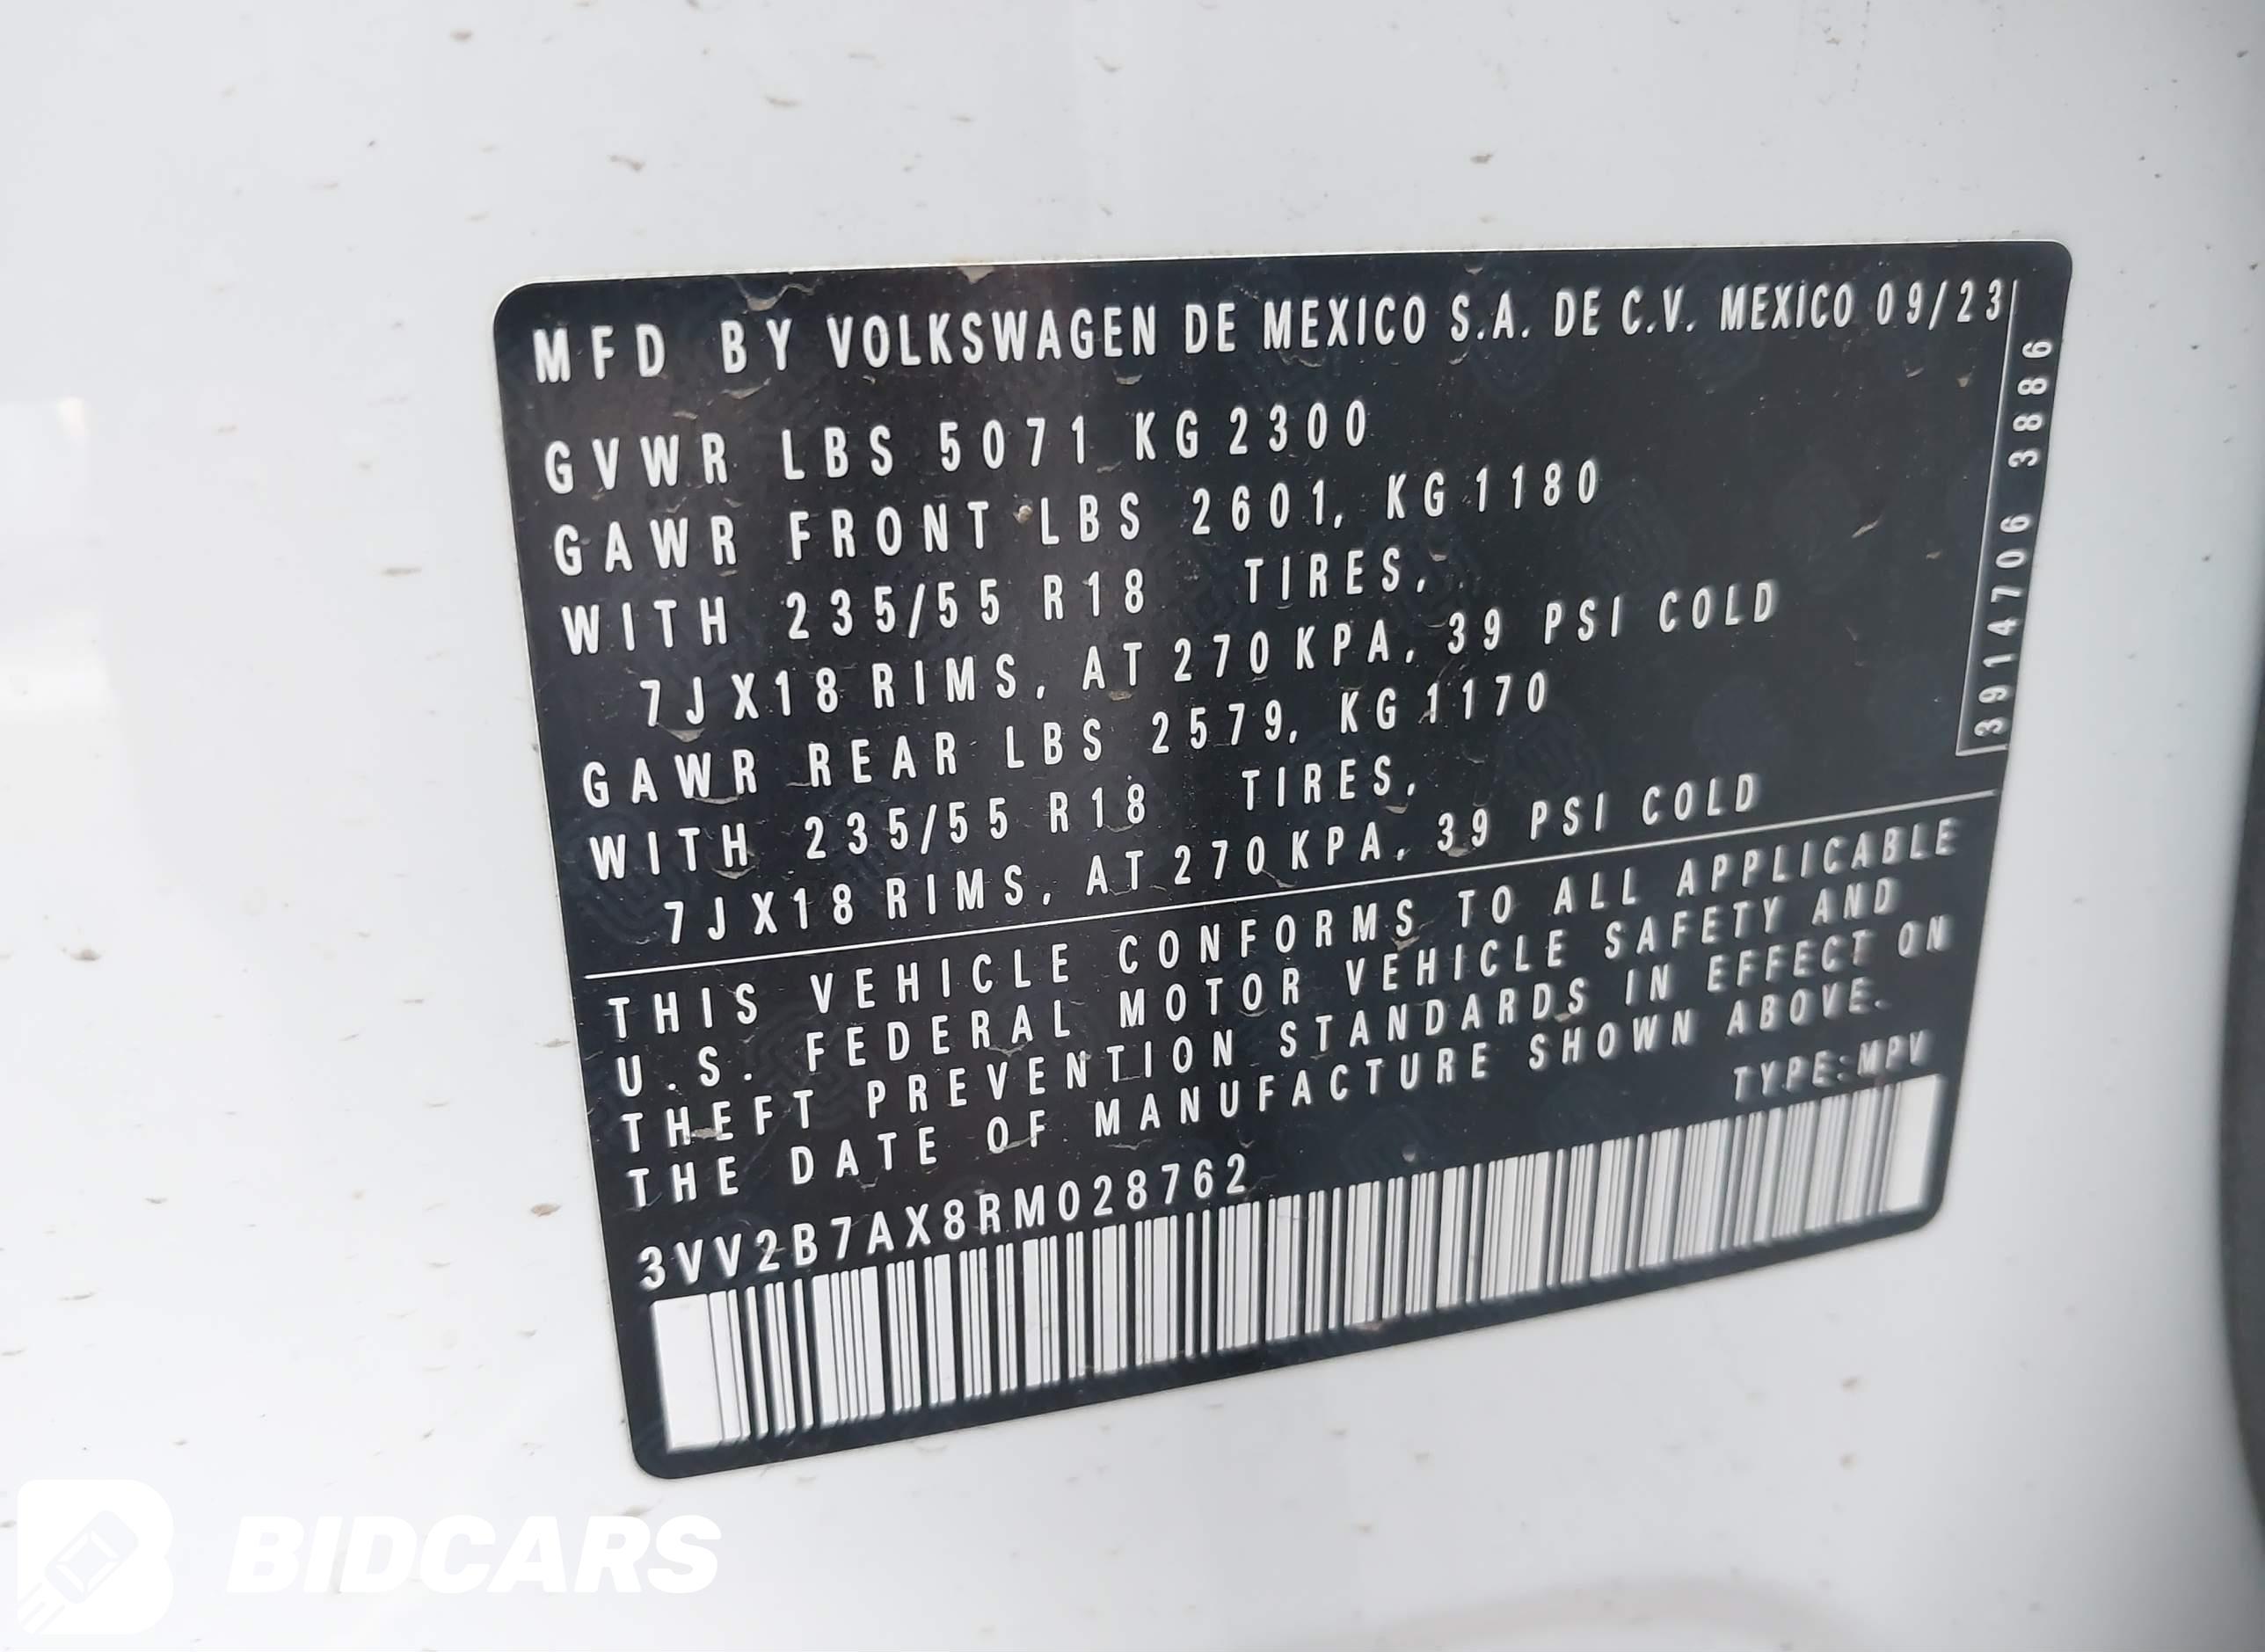 MFD BY VOLKSWAGEN DE MEXICO S.A. DE C.V. MEXICO 09/23
GVWR LBS 5071 KG 2300
GAWR FRONT LBS 2601, KG 1180
WITH 235/55 R18 TIRES,
7JX18 RIMS, AT 270 KPA, 39 PSI COLD
GAWR REAR LBS 2579, KG 1170
WITH 235/55 R18 TIRES,
7JX18 RIMS, AT 270 KPA, 39 PSI COLD
3914706 3886
THIS VEHICLE CONFORMS TO ALL APPLICABLE
U.S. FEDERAL MOTOR VEHICLE SAFETY AND
THEFT PREVENTION STANDARDS IN EFFECT ON
THE DATE OF MANUFACTURE SHOWN ABOVE.
TYPE:MPV
3VV2B7AX8RM028762
BIDCARS